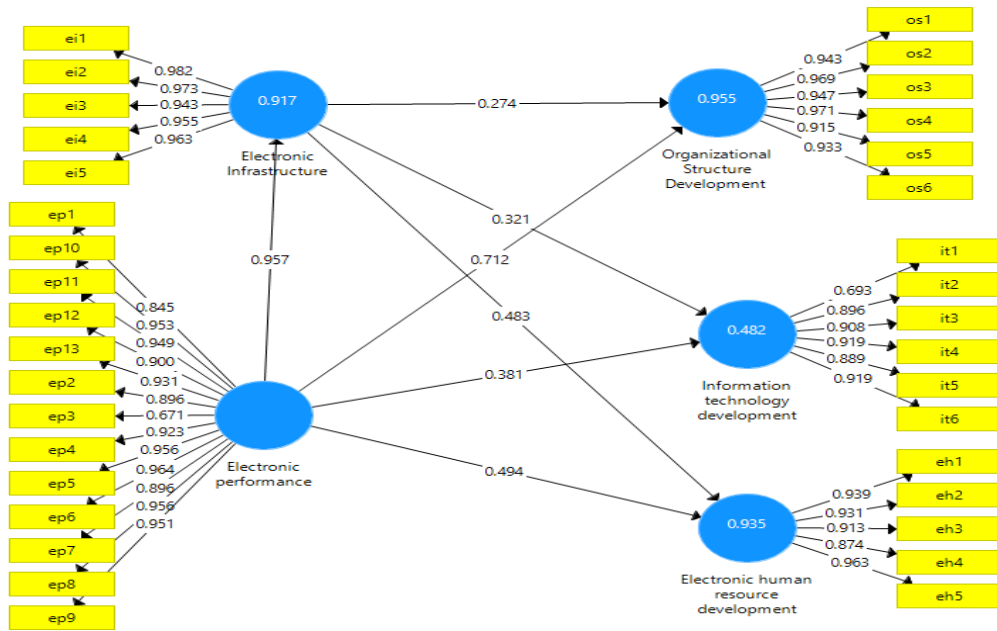 ei1
ei2
ei3
ei4
ei5
0.982
0.973
0.943
0.955
0.963
0.917
Electronic
Infrastructure
0.274
0.955
Organizational
Structure
Development
0.943
0.969
0.947
0.971
0.915
0.933
os1
os2
os3
os4
os5
os6
ep1
ep10
ep11
ep12
ep13
ep2
ep3
ep4
ep5
ep6
ep7
ep8
ep9
0.845
0.953
0.949
0.900
0.931
0.896
0.671
0.923
0.956
0.964
0.896
0.956
0.951
Electronic
performance
0.957
0.321
0.712
0.483
0.381
0.494
0.482
Information
technology
development
0.693
0.896
0.908
0.919
0.889
0.919
it1
it2
it3
it4
it5
it6
0.935
Electronic human
resource
development
0.939
0.931
0.913
0.874
0.963
eh1
eh2
eh3
eh4
eh5